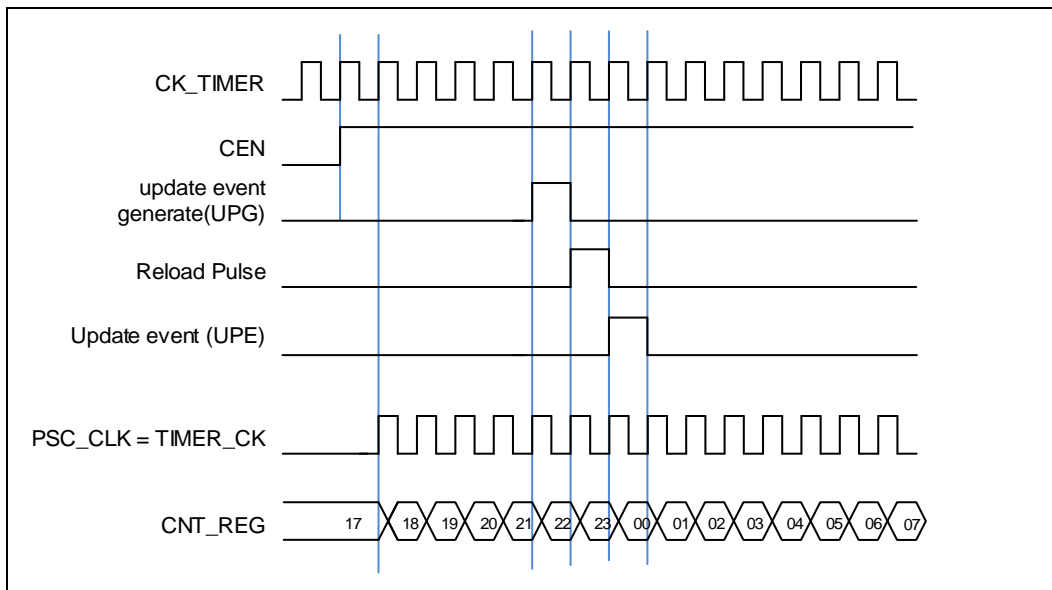 CK_TIMER
CEN
update event
generate(UPG)
Reload Pulse
Update event (UPE)
PSC_CLK = TIMER_CK
CNT_REG 17 18 19 20 21 22 23 00 01 02 03 04 05 06 07